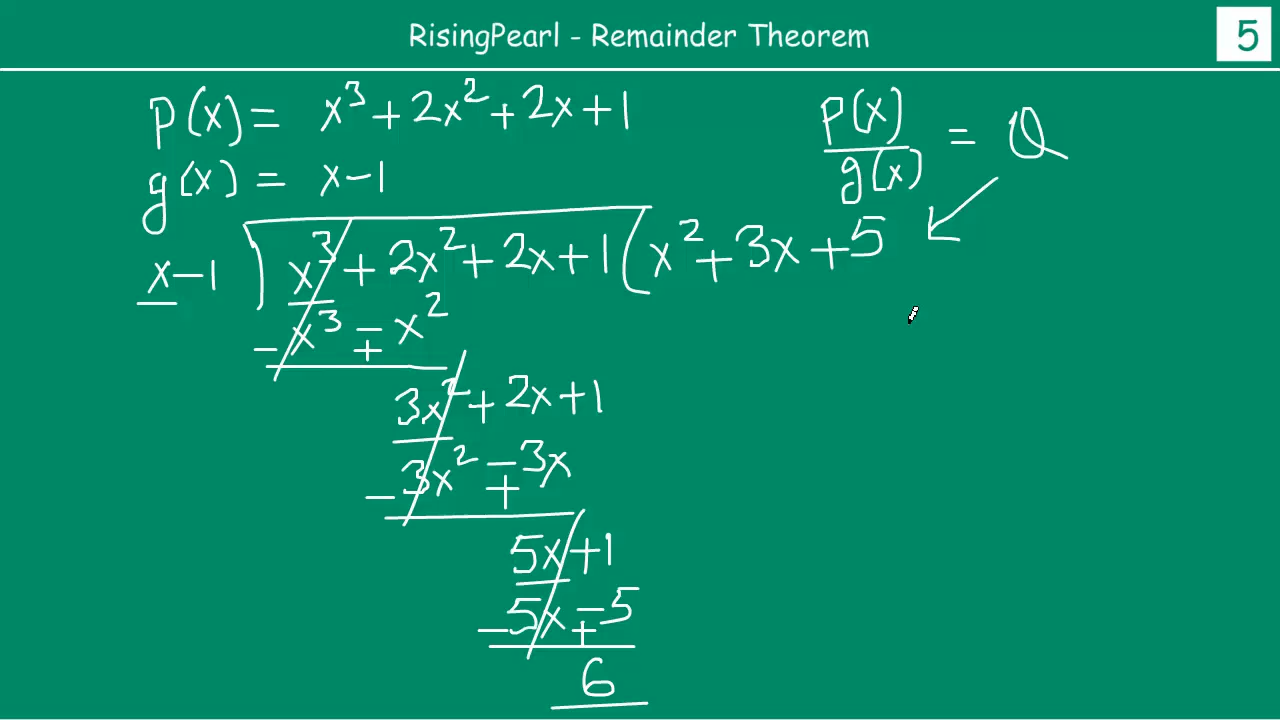 RisingPearl - Remainder Theorem
5
p(x) = x³ + 2x² + 2x + 1
g(x) = x - 1
p(x) / g(x) = Q
x - 1 ) x³ + 2x² + 2x + 1 ( x² + 3x + 5
- x³ ∓ x²
3x² + 2x + 1
- 3x² ∓ 3x
5x + 1
- 5x ∓ 5
6